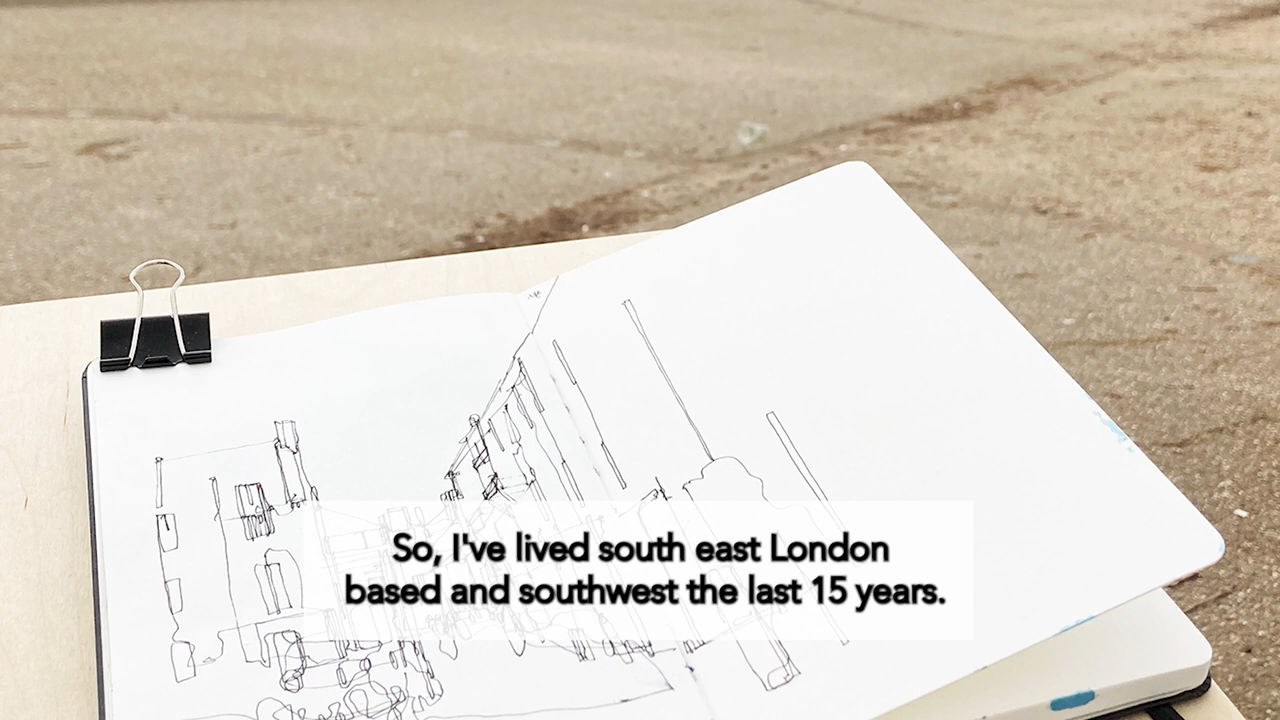 So, I've lived south east London
based and southwest the last 15 years.